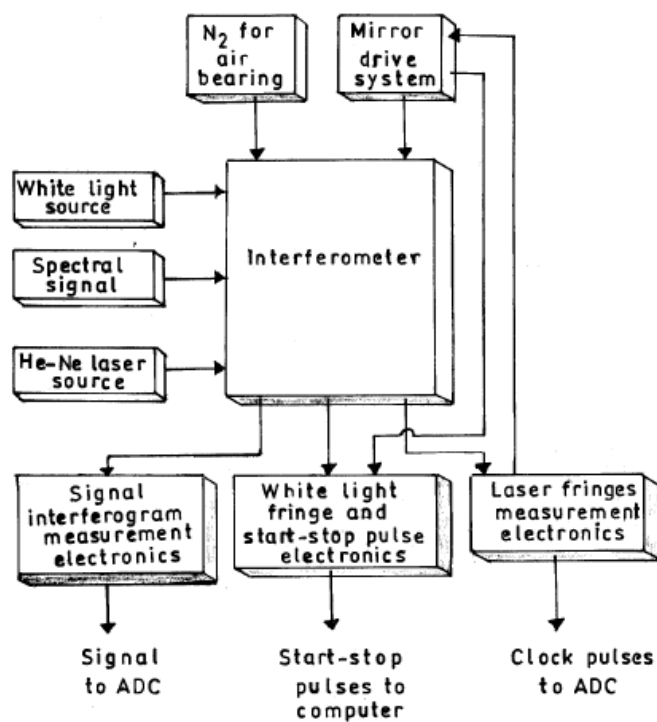 N2 for
air
bearing
Mirror
drive
system
White light
source
Spectral
signal
He-Ne laser
source
Interferometer
Signal
interferogram
measurement
electronics
White light
fringe and
start-stop pulse
electronics
Laser fringes
measurement
electronics
Signal
to ADC
Start-stop
pulses to
computer
Clock pulses
to ADC